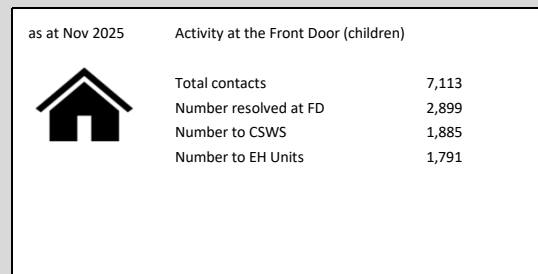 as at Nov 2025 Activity at the Front Door (children)
Total contacts 7,113
Number resolved at FD 2,899
Number to CSWS 1,885
Number to EH Units 1,791